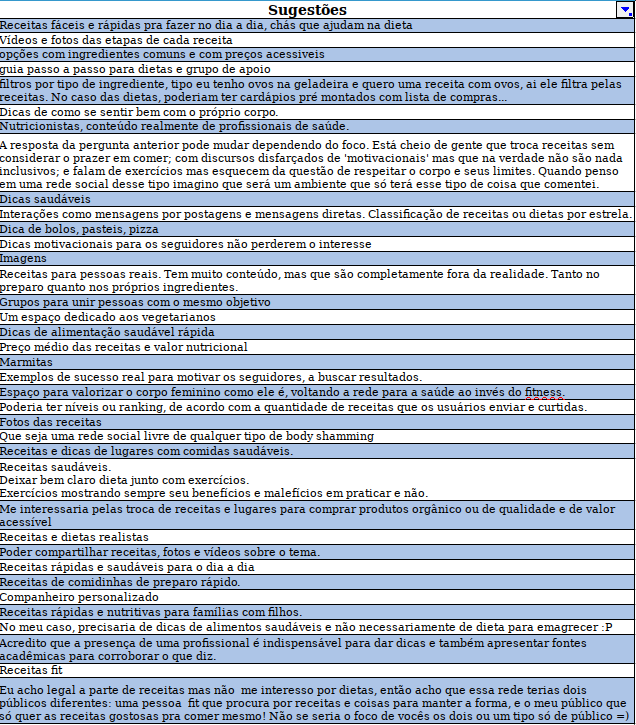 Sugestões
Receitas fáceis e rápidas pra fazer no dia a dia, chás que ajudam na dieta
Vídeos e fotos das etapas de cada receita
opções com ingredientes comuns e com preços acessiveis
guia passo a passo para dietas e grupo de apoio
filtros por tipo de ingrediente, tipo eu tenho ovos na geladeira e quero uma receita com ovos, ai ele filtra pelas
receitas. No caso das dietas, poderiam ter cardápios pré montados com lista de compras...
Dicas de como se sentir bem com o próprio corpo.
Nutricionistas, conteúdo realmente de profissionais de saúde.
A resposta da pergunta anterior pode mudar dependendo do foco. Está cheio de gente que troca receitas sem
considerar o prazer em comer; com discursos disfarçados de 'motivacionais' mas que na verdade não são nada
inclusivos; e falam de exercícios mas esquecem da questão de respeitar o corpo e seus limites. Quando penso
em uma rede social desse tipo imagino que será um ambiente que só terá esse tipo de coisa que comentei.
Dicas saudáveis
Interações como mensagens por postagens e mensagens diretas. Classificação de receitas ou dietas por estrela.
Dica de bolos, pasteis, pizza
Dicas motivacionais para os seguidores não perderem o interesse
Imagens
Receitas para pessoas reais. Tem muito conteúdo, mas que são completamente fora da realidade. Tanto no
preparo quanto nos próprios ingredientes.
Grupos para unir pessoas com o mesmo objetivo
Um espaço dedicado aos vegetarianos
Dicas de alimentação saudável rápida
Preço médio das receitas e valor nutricional
Marmitas
Exemplos de sucesso real para motivar os seguidores, a buscar resultados.
Espaço para valorizar o corpo feminino como ele é, voltando a rede para a saúde ao invés do fitness.
Poderia ter níveis ou ranking, de acordo com a quantidade de receitas que os usuários enviar e curtidas.
Fotos das receitas
Que seja uma rede social livre de qualquer tipo de body shamming
Receitas e dicas de lugares com comidas saudáveis.
Receitas saudáveis.
Deixar bem claro dieta junto com exercícios.
Exercícios mostrando sempre seu benefícios e malefícios em praticar e não.
Me interessaria pelas troca de receitas e lugares para comprar produtos orgânico ou de qualidade e de valor
acessível
Receitas e dietas realistas
Poder compartilhar receitas, fotos e vídeos sobre o tema.
Receitas rápidas e saudáveis para o dia a dia
Receitas de comidinhas de preparo rápido.
Companheiro personalizado
Receitas rápidas e nutritivas para famílias com filhos.
No meu caso, precisaria de dicas de alimentos saudáveis e não necessariamente de dieta para emagrecer :P
Acredito que a presença de uma profissional é indispensável para dar dicas e também apresentar fontes
acadêmicas para corroborar o que diz.
Receitas fit
Eu acho legal a parte de receitas mas não me interesso por dietas, então acho que essa rede terias dois
públicos diferentes: uma pessoa fit que procura por receitas e coisas para manter a forma, e o meu público que
só quer as receitas gostosas pra comer mesmo! Não se seria o foco de vocês os dois ou um tipo só de público =)